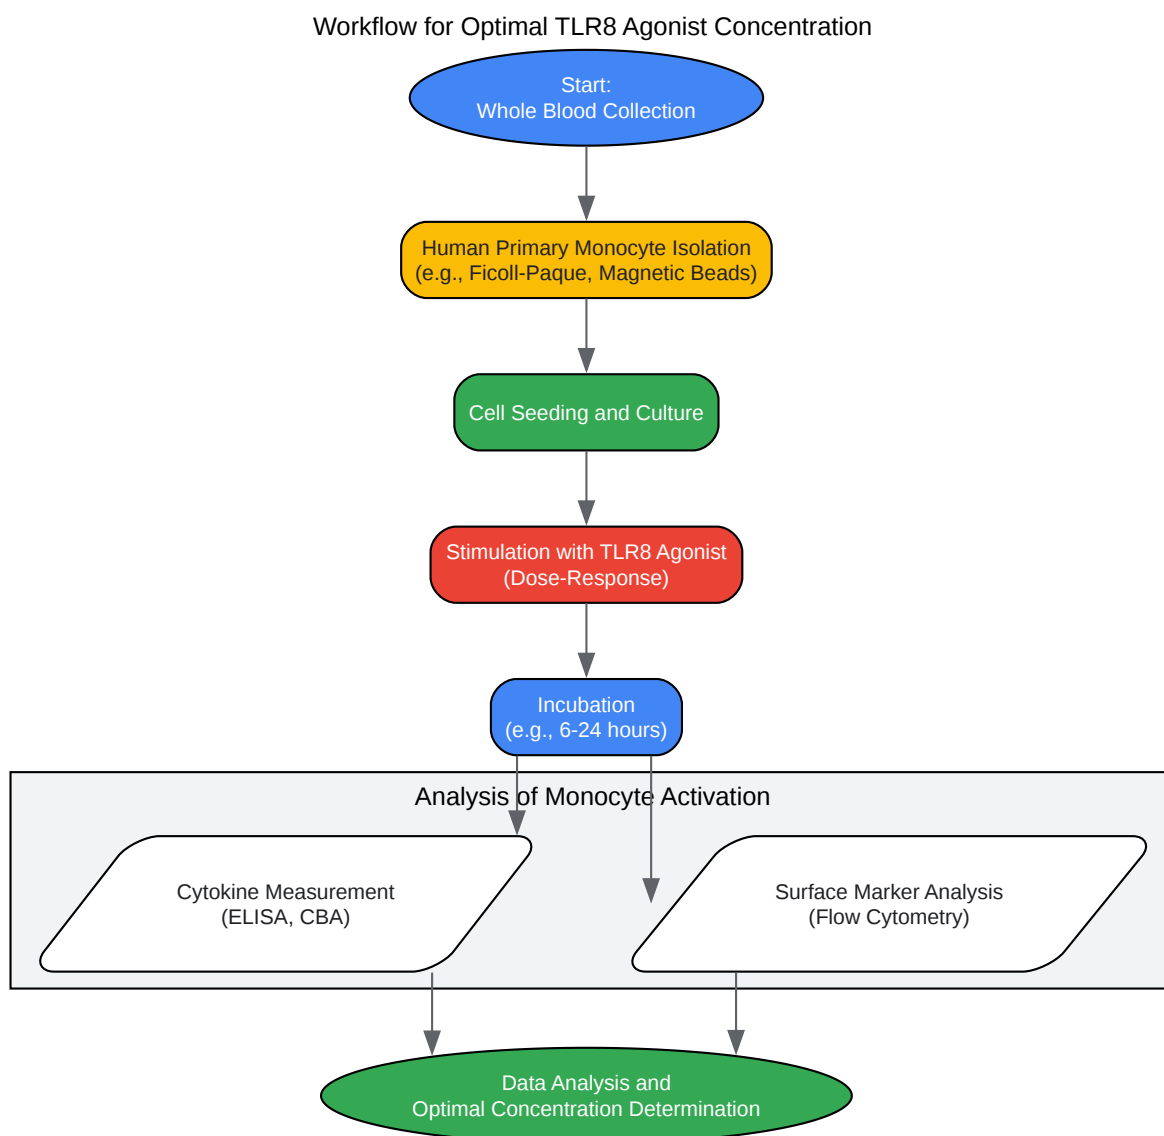 Workflow for Optimal TLR8 Agonist Concentration
Start:
Whole Blood Collection
Human Primary Monocyte Isolation
(e.g., Ficoll-Paque, Magnetic Beads)
Cell Seeding and Culture
Stimulation with TLR8 Agonist
(Dose-Response)
Incubation
(e.g., 6-24 hours)
Analysis of Monocyte Activation
Cytokine Measurement
(ELISA, CBA)
Surface Marker Analysis
(Flow Cytometry)
Data Analysis and
Optimal Concentration Determination